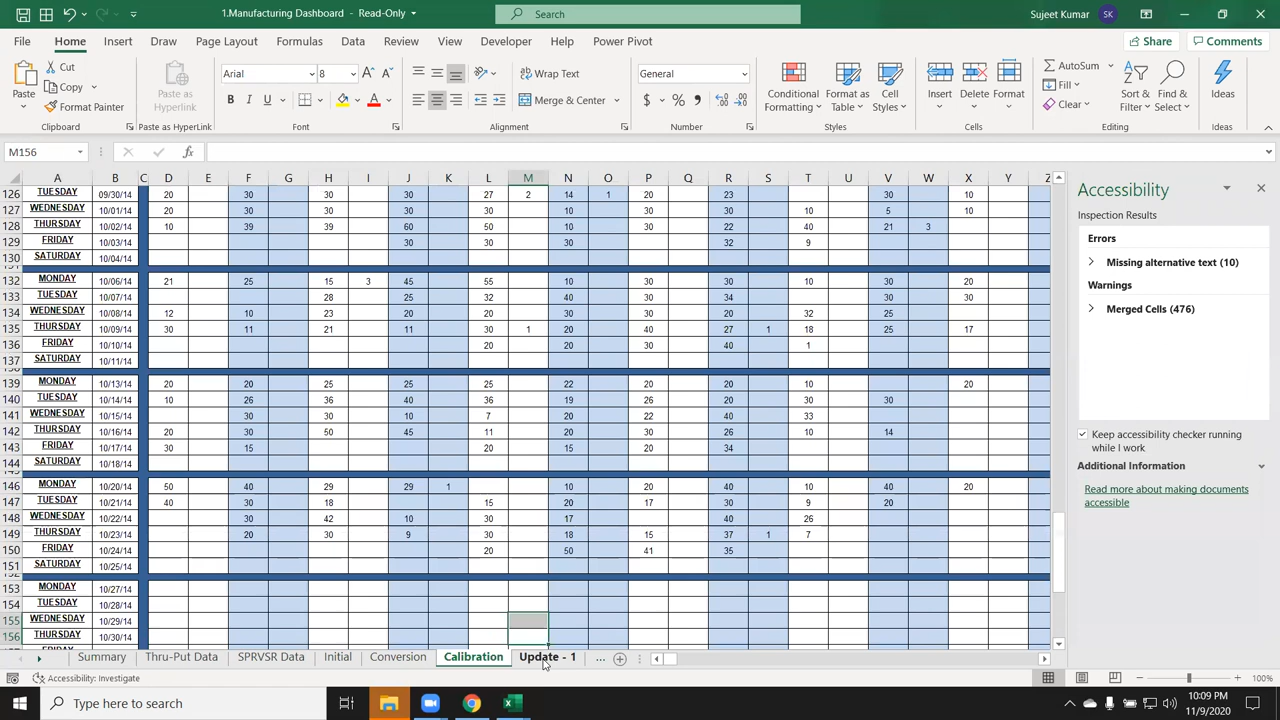 1.Manufacturing Dashboard - Read-Only
Search
Sujeet Kumar SK
File Home Insert Draw Page Layout Formulas Data Review View Developer Help Power Pivot Share Comments
Paste Cut Copy Format Painter
Paste as Hyperlink
Arial 8 A A
B I U A
Wrap Text
Merge & Center
General
$ % ,
Conditional Formatting Format as Table Cell Styles
Insert Delete Format
AutoSum Fill Clear
Sort & Filter Find & Select
Ideas
Clipboard Paste as HyperLink Font Alignment Number Styles Cells Editing Ideas
M156 fx
A B C D E F G H I J K L M N O P Q R S T U V W X Y Z
126 TUESDAY 09/30/14 20 30 30 30 27 2 14 1 20 23 30 10
127 WEDNESDAY 10/01/14 20 30 30 30 30 10 30 30 10 5 10
128 THURSDAY 10/02/14 10 39 39 60 50 10 30 22 40 21 3
129 FRIDAY 10/03/14 30 30 30 32 9
130 SATURDAY 10/04/14
132 MONDAY 10/06/14 21 25 15 3 45 55 10 30 30 10 30 20
133 TUESDAY 10/07/14 28 25 32 40 30 34 30 30
134 WEDNESDAY 10/08/14 12 10 23 20 20 30 30 20 32 25
135 THURSDAY 10/09/14 30 11 21 11 30 1 20 40 27 1 18 25 17
136 FRIDAY 10/10/14 20 20 30 40 1
137 SATURDAY 10/11/14
139 MONDAY 10/13/14 20 20 25 25 25 22 20 20 10 20
140 TUESDAY 10/14/14 10 26 36 40 36 19 26 20 30 30
141 WEDNESDAY 10/15/14 30 30 10 7 20 22 40 33
142 THURSDAY 10/16/14 20 30 50 45 11 10 30 26 10 14
143 FRIDAY 10/17/14 30 15 20 15 20 34
144 SATURDAY 10/18/14
146 MONDAY 10/20/14 50 40 29 29 1 10 20 40 10 40 20
147 TUESDAY 10/21/14 40 30 18 15 20 17 30 9 20
148 WEDNESDAY 10/22/14 30 42 10 30 17 40 26
149 THURSDAY 10/23/14 20 30 9 30 18 15 37 1 7
150 FRIDAY 10/24/14 20 50 41 35
151 SATURDAY 10/25/14
153 MONDAY 10/27/14
154 TUESDAY 10/28/14
155 WEDNESDAY 10/29/14
156 THURSDAY 10/30/14
Accessibility
Inspection Results
Errors
Missing alternative text (10)
Warnings
Merged Cells (476)
Keep accessibility checker running
while I work
Additional Information
Read more about making documents
accessible
Summary Thru-Put Data SPRVSR Data Initial Conversion Calibration Update - 1 ...
Accessibility: Investigate
100%
Type here to search
10:09 PM
11/9/2020